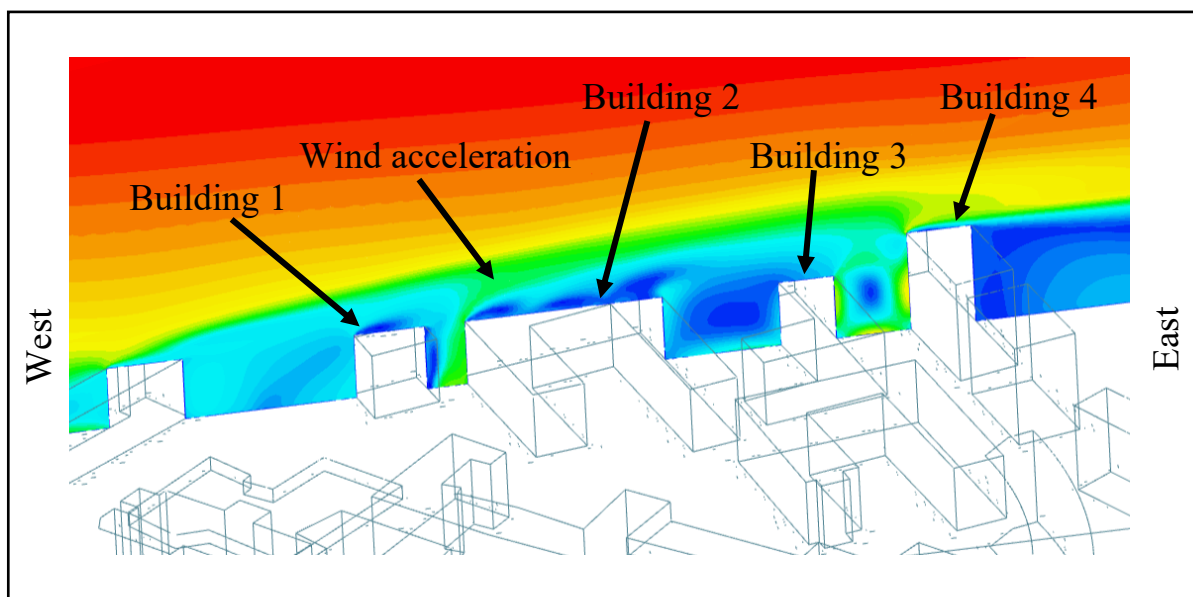 Building 2
Building 4
Wind acceleration
Building 3
Building 1
West
East